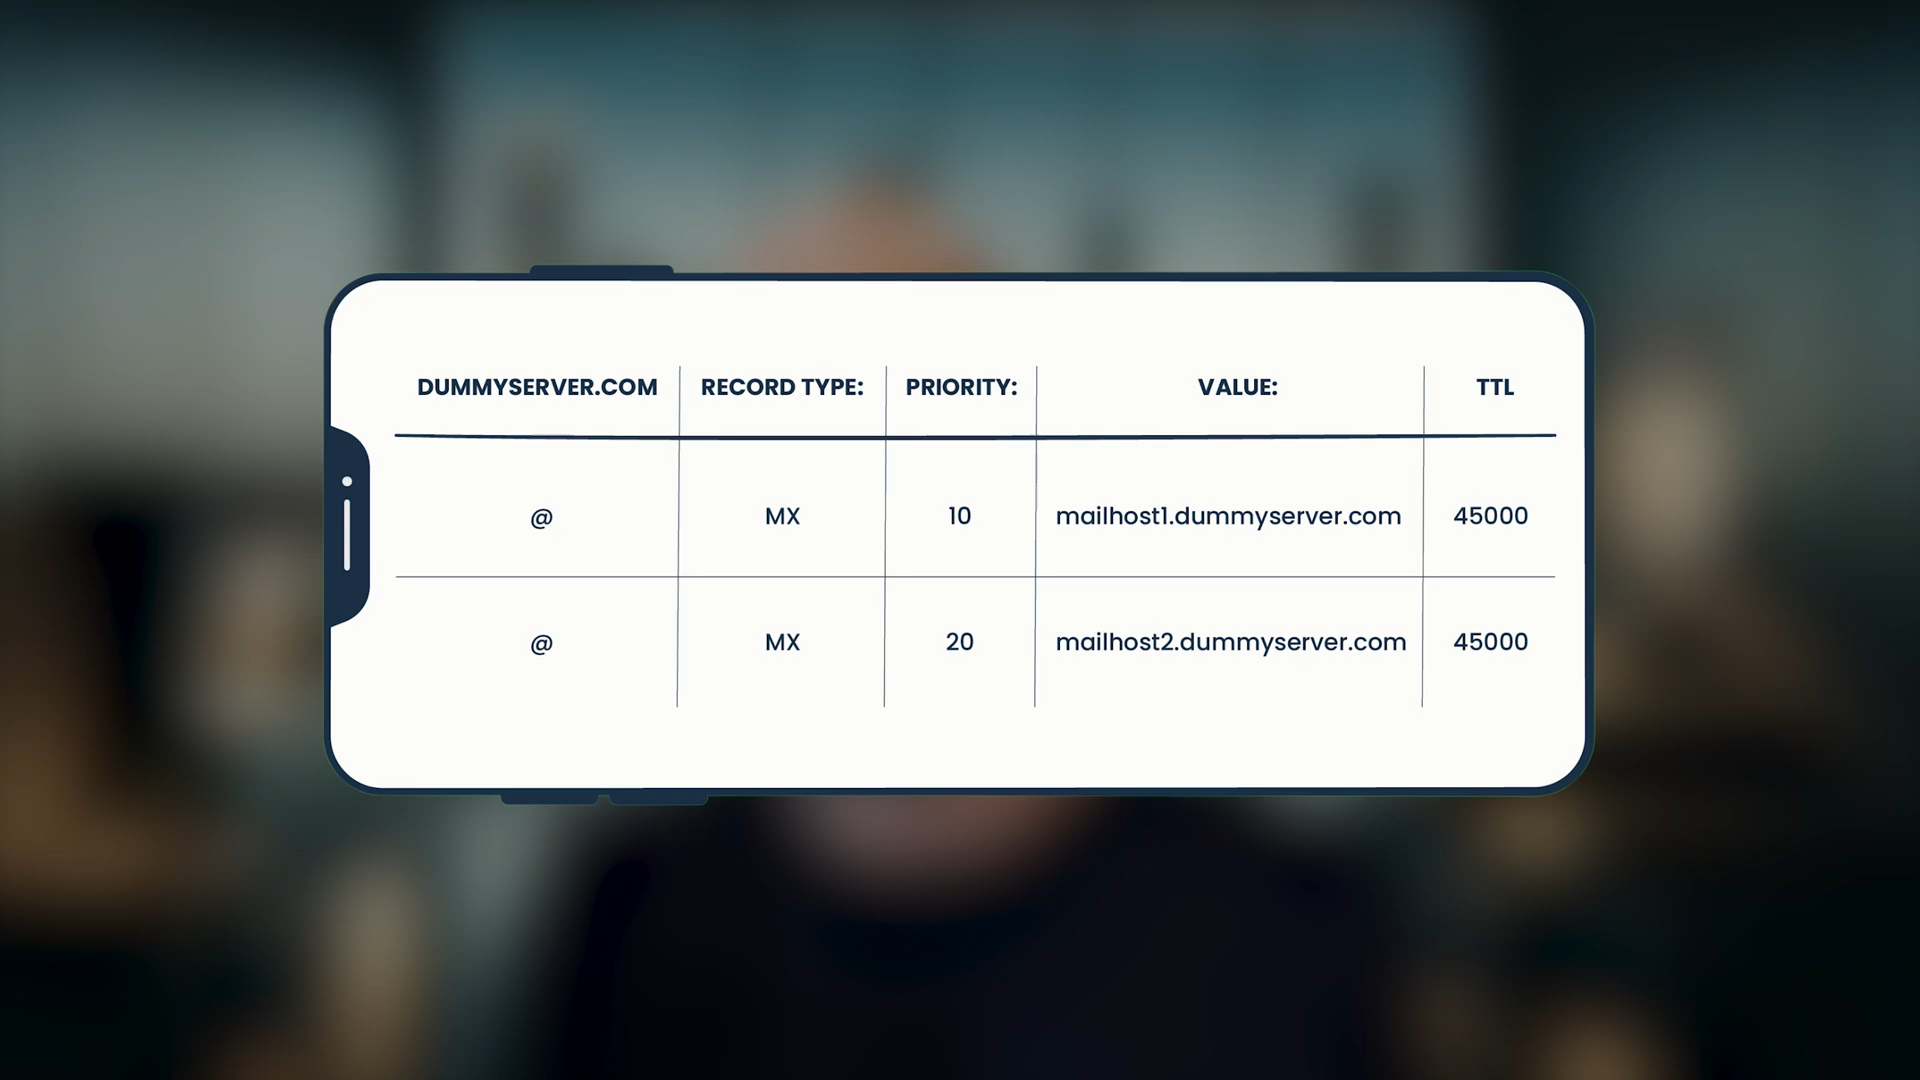 DUMMYSERVER.COM RECORD TYPE: PRIORITY: VALUE: TTL
@ MX 10 mailhost1.dummyserver.com 45000
@ MX 20 mailhost2.dummyserver.com 45000